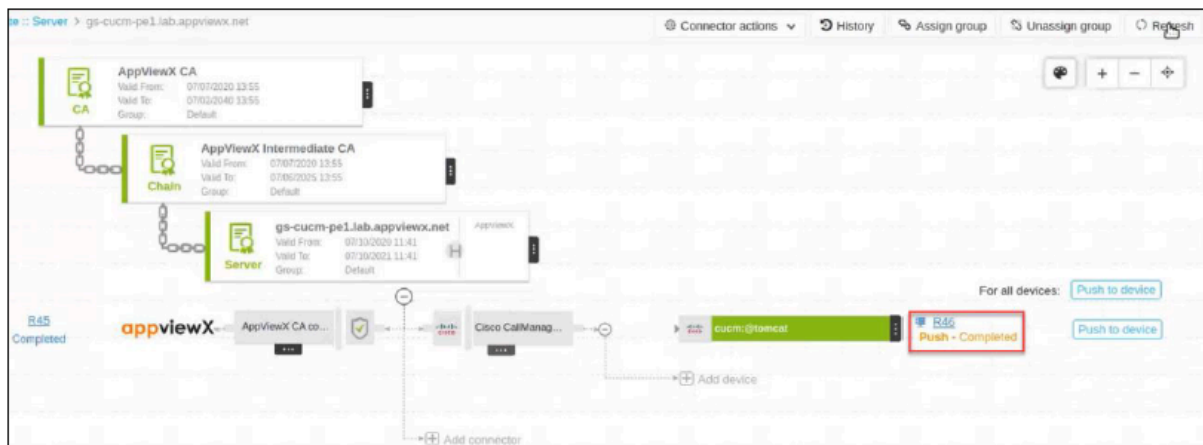 te :: Server > gs-cucm-pe1.lab.appviewx.net
Connector actions History Assign group Unassign group Refresh
AppViewX CA
Valid From: 07/07/2020 13:55
Valid To: 07/02/2040 13:55
Group: Default
CA
AppViewX Intermediate CA
Valid From: 07/07/2020 13:55
Valid To: 07/06/2025 13:55
Group: Default
Chain
gs-cucm-pe1.lab.appviewx.net AppViewX
Valid From: 07/10/2020 11:41
Valid To: 07/10/2021 11:41
Group: Default
H
Server
For all devices: Push to device
R45
Completed
appviewX
AppViewX CA co...
cisco
Cisco CallManag...
cisco
cucm:@tomcat
R46
Push - Completed
Push to device
Add device
Add connector